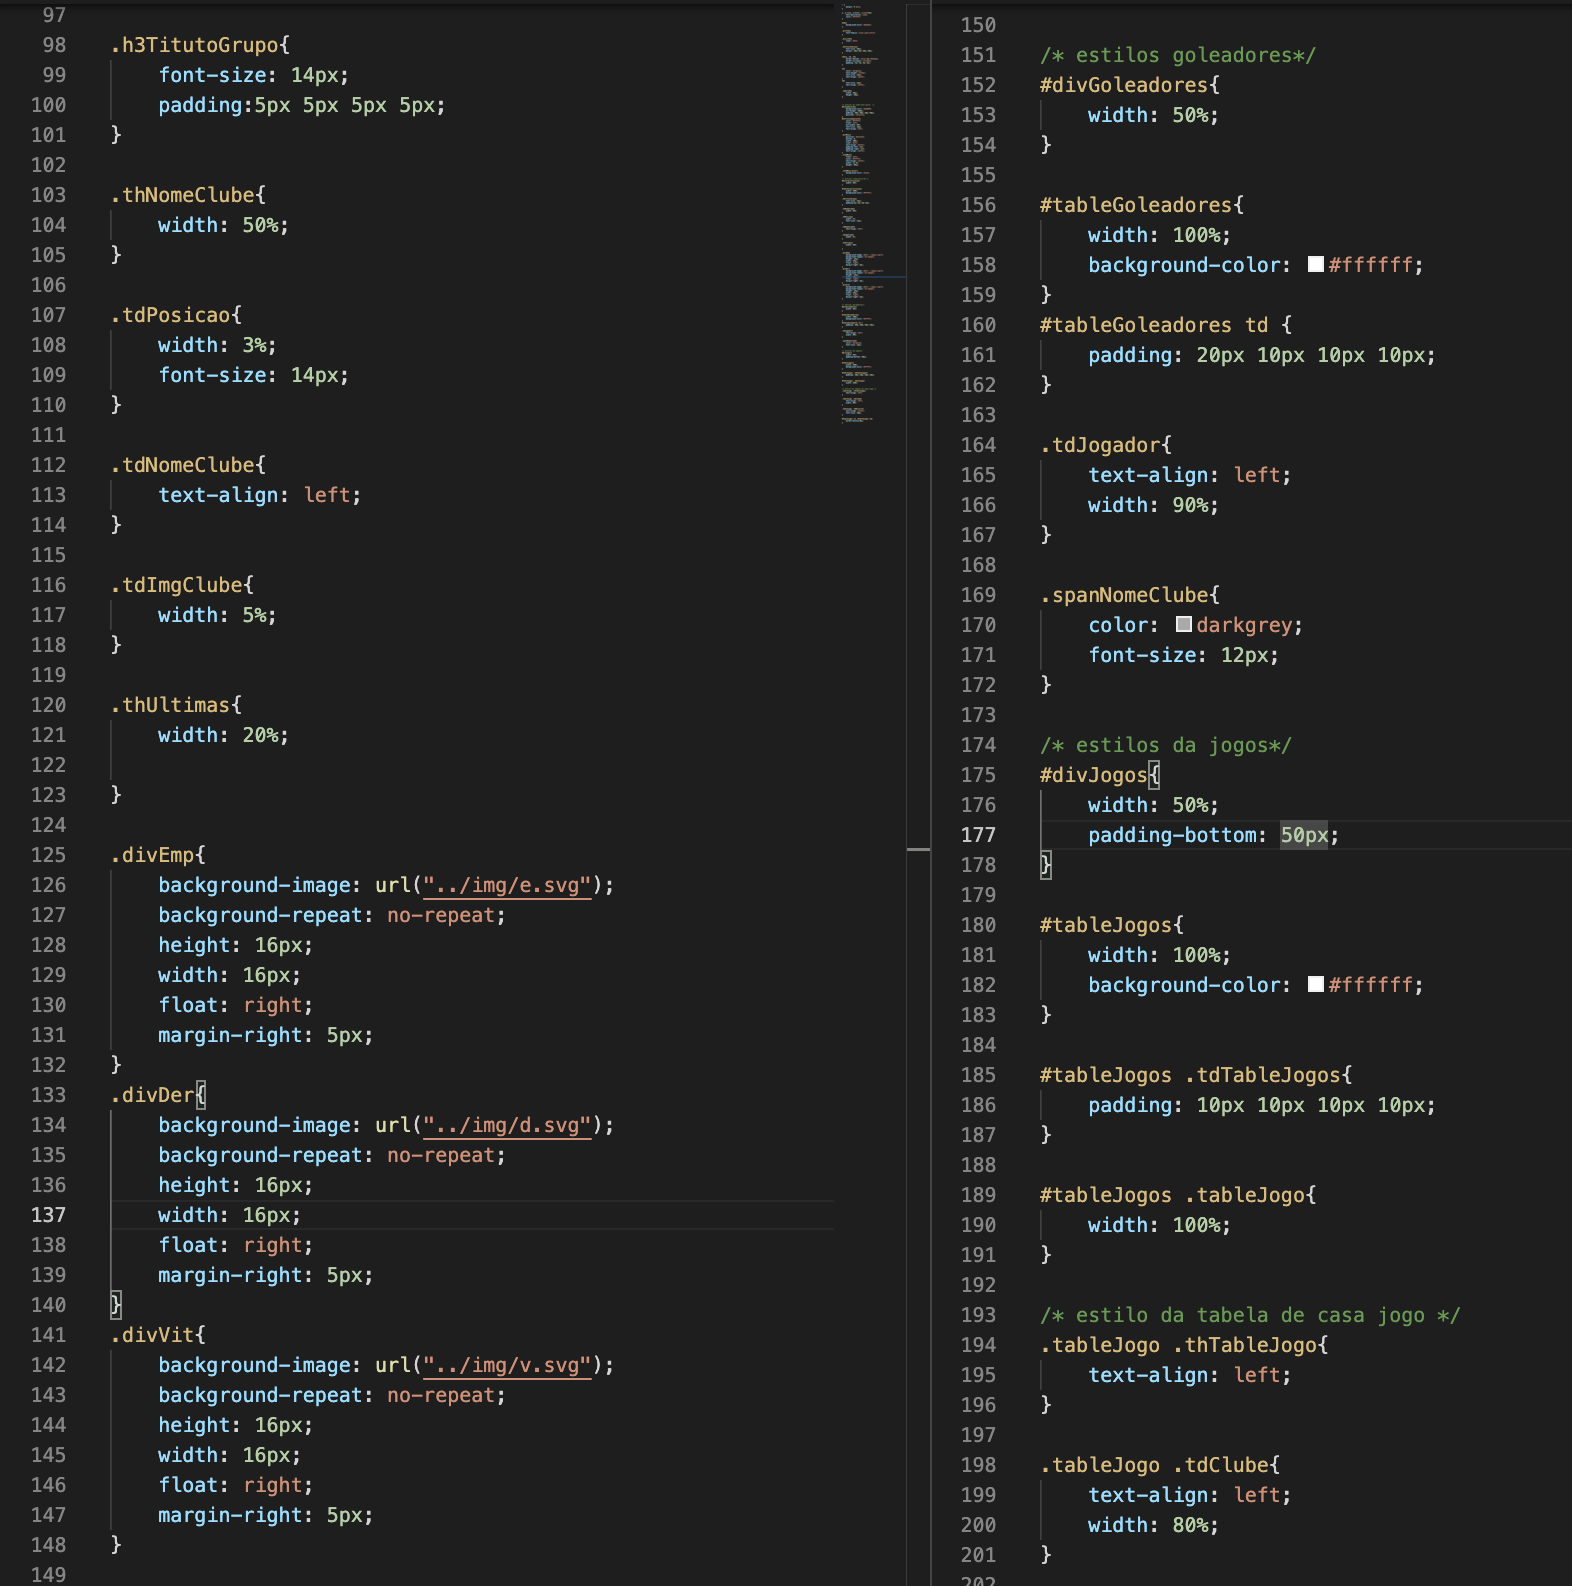 97
98 .h3TitutoGrupo{
99 font-size: 14px;
100 padding:5px 5px 5px 5px;
101 }
102
103 .thNomeClube{
104 width: 50%;
105 }
106
107 .tdPosicao{
108 width: 3%;
109 font-size: 14px;
110 }
111
112 .tdNomeClube{
113 text-align: left;
114 }
115
116 .tdImgClube{
117 width: 5%;
118 }
119
120 .thUltimas{
121 width: 20%;
122
123 }
124
125 .divEmp{
126 background-image: url("../img/e.svg");
127 background-repeat: no-repeat;
128 height: 16px;
129 width: 16px;
130 float: right;
131 margin-right: 5px;
132 }
133 .divDer{
134 background-image: url("../img/d.svg");
135 background-repeat: no-repeat;
136 height: 16px;
137 width: 16px;
138 float: right;
139 margin-right: 5px;
140 }
141 .divVit{
142 background-image: url("../img/v.svg");
143 background-repeat: no-repeat;
144 height: 16px;
145 width: 16px;
146 float: right;
147 margin-right: 5px;
148 }
149
150
151 /* estilos goleadores*/
152 #divGoleadores{
153 width: 50%;
154 }
155
156 #tableGoleadores{
157 width: 100%;
158 background-color: #ffffff;
159 }
160 #tableGoleadores td {
161 padding: 20px 10px 10px 10px;
162 }
163
164 .tdJogador{
165 text-align: left;
166 width: 90%;
167 }
168
169 .spanNomeClube{
170 color: darkgrey;
171 font-size: 12px;
172 }
173
174 /* estilos da jogos*/
175 #divJogos{
176 width: 50%;
177 padding-bottom: 50px;
178 }
179
180 #tableJogos{
181 width: 100%;
182 background-color: #ffffff;
183 }
184
185 #tableJogos .tdTableJogos{
186 padding: 10px 10px 10px 10px;
187 }
188
189 #tableJogos .tableJogo{
190 width: 100%;
191 }
192
193 /* estilo da tabela de casa jogo */
194 .tableJogo .thTableJogo{
195 text-align: left;
196 }
197
198 .tableJogo .tdClube{
199 text-align: left;
200 width: 80%;
201 }
202